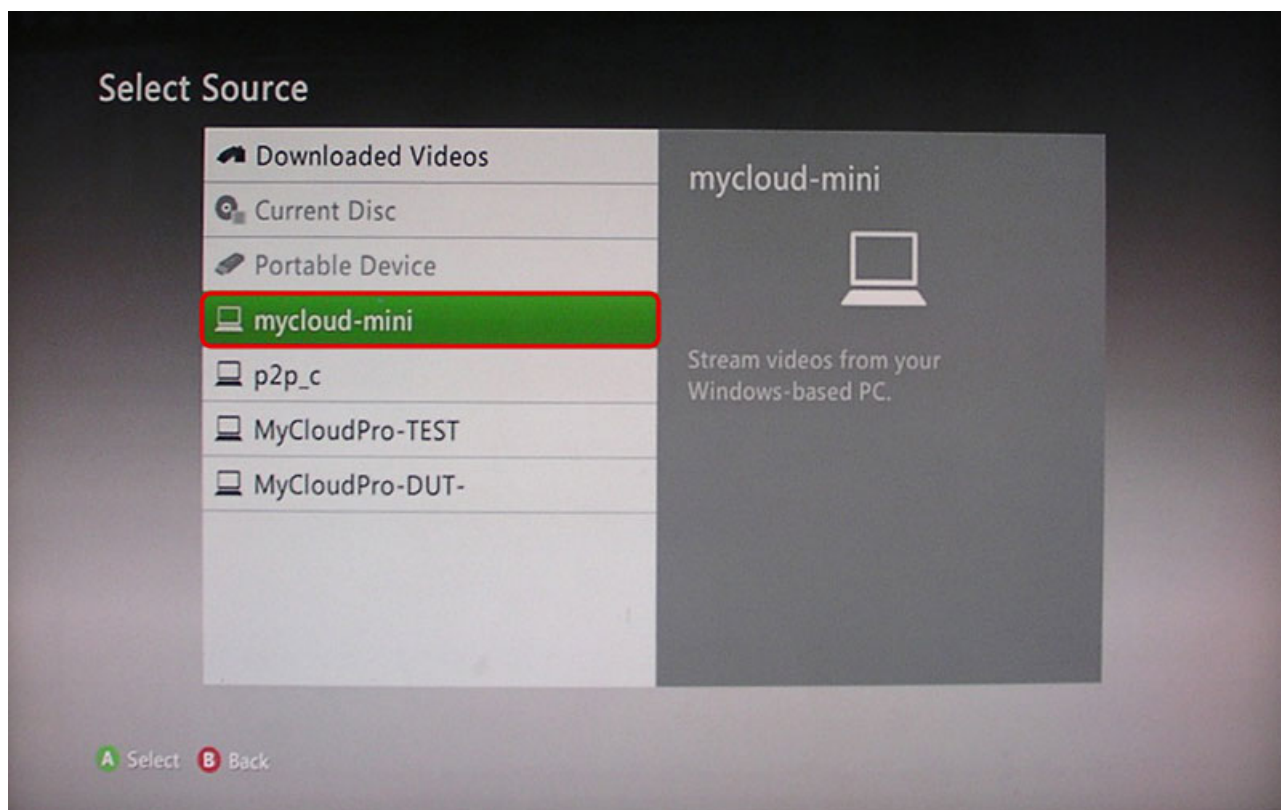 Select Source
Downloaded Videos
Current Disc
Portable Device
mycloud-mini
p2p_c
MyCloudPro-TEST
MyCloudPro-DUT-
mycloud-mini
Stream videos from your
Windows-based PC.
A Select B Back